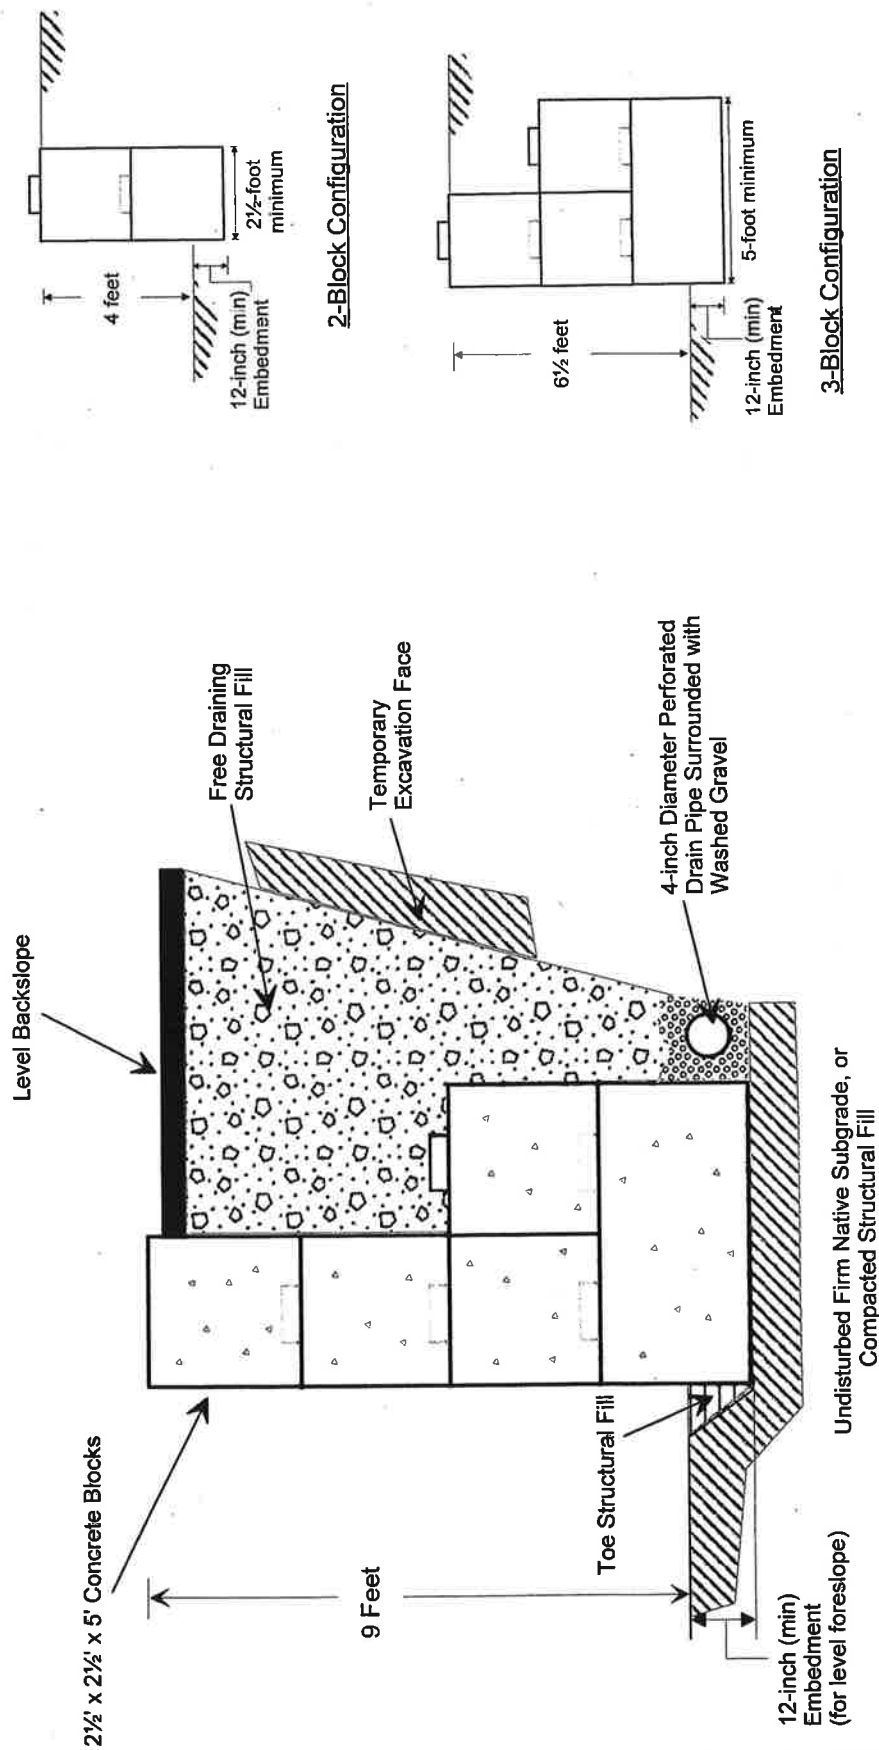 2½' x 2½' x 5' Concrete Blocks
Level Backslope
Free Draining
Structural Fill
Temporary
Excavation Face
4-inch Diameter Perforated
Drain Pipe Surrounded with
Washed Gravel
9 Feet
Toe Structural Fill
12-inch (min)
Embedment
(for level foreslope)
Undisturbed Firm Native Subgrade, or
Compacted Structural Fill
4 feet
12-inch (min)
Embedment
2½-foot
minimum
2-Block Configuration
6½ feet
12-inch (min)
Embedment
5-foot minimum
3-Block Configuration